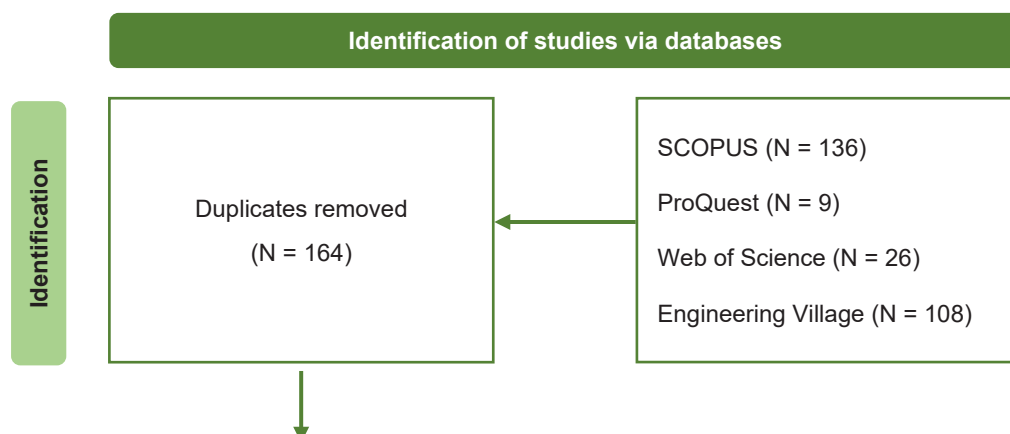 Identification of studies via databases
Identification
Duplicates removed
(N = 164)
SCOPUS (N = 136)
ProQuest (N = 9)
Web of Science (N = 26)
Engineering Village (N = 108)